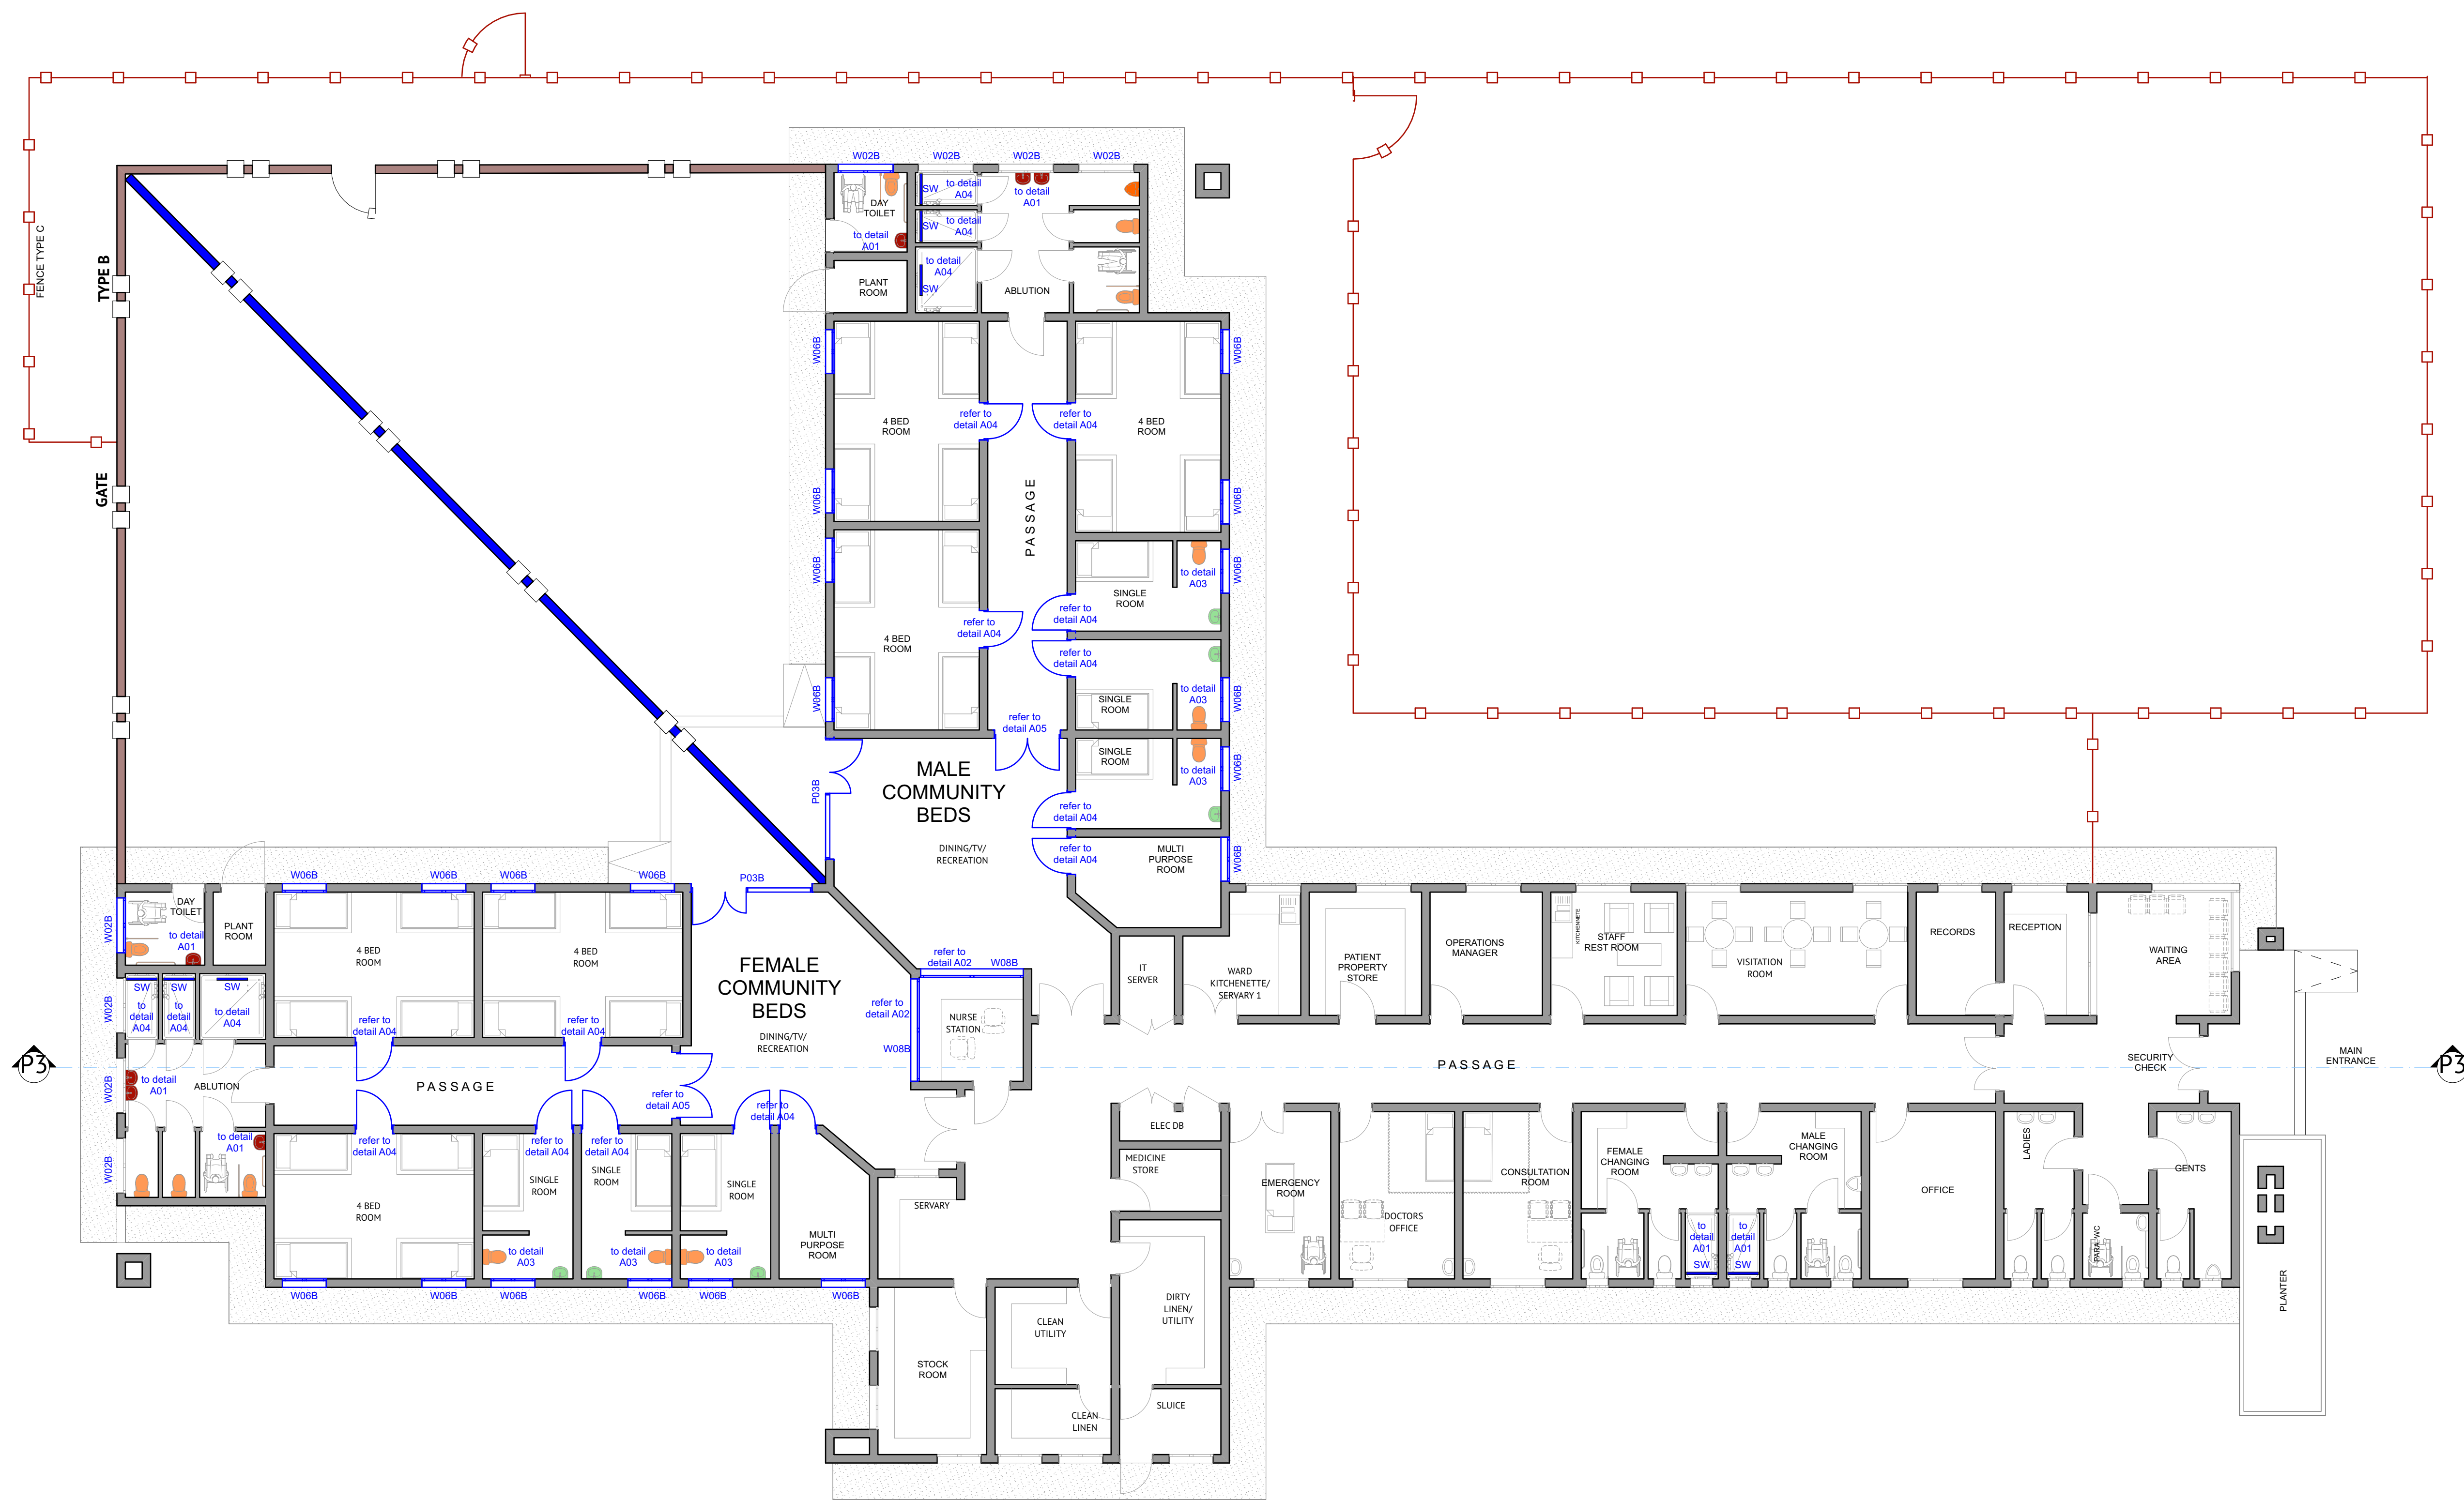 W02B
W02B
W02B
W02B
DAY
TOILET
to detail
A01
SW
to detail
A04
SW
to detail
A04
to detail
A04
SW
to detail
A01
PLANT
ROOM
ABLUTION
FENCE TYPE C
TYPE B
GATE
W06B
W06B
W06B
W06B
4 BED
ROOM
refer to
detail A04
refer to
detail A04
4 BED
ROOM
PASSAGE
W06B
W06B
4 BED
ROOM
refer to
detail A04
SINGLE
ROOM
to detail
A03
W06B
refer to
detail A04
refer to
detail A04
SINGLE
ROOM
to detail
A03
W06B
refer to
detail A05
SINGLE
ROOM
to detail
A03
W06B
refer to
detail A04
refer to
detail A04
MULTI
PURPOSE
ROOM
W06B
P03B
MALE
COMMUNITY
BEDS
DINING/TV/
RECREATION
W06B
W06B
W06B
W06B
P03B
W02B
DAY
TOILET
to detail
A01
PLANT
ROOM
4 BED
ROOM
4 BED
ROOM
FEMALE
COMMUNITY
BEDS
DINING/TV/
RECREATION
W02B
SW
to
detail
A04
SW
to
detail
A04
SW
to detail
A04
refer to
detail A04
refer to
detail A04
refer to
detail A02
W08B
refer to
detail A02
W08B
NURSE
STATION
IT
SERVER
WARD
KITCHENETTE/
SERVARY 1
PATIENT
PROPERTY
STORE
OPERATIONS
MANAGER
KITCHENETE
STAFF
REST ROOM
VISITATION
ROOM
RECORDS
RECEPTION
WAITING
AREA
P3
W02B
to detail
A01
ABLUTION
PASSAGE
refer to
detail A05
refer to
detail A04
PASSAGE
SECURITY
CHECK
MAIN
ENTRANCE
P3
W02B
to detail
A01
refer to
detail A04
4 BED
ROOM
refer to
detail A04
SINGLE
ROOM
to detail
A03
refer to
detail A04
SINGLE
ROOM
to detail
A03
SINGLE
ROOM
to detail
A03
MULTI
PURPOSE
ROOM
W06B
W06B
W06B
W06B
W06B
W06B
SERVARY
ELEC DB
MEDICINE
STORE
EMERGENCY
ROOM
DOCTORS
OFFICE
CONSULTATION
ROOM
FEMALE
CHANGING
ROOM
to
detail
A01
SW
MALE
CHANGING
ROOM
to
detail
A01
SW
OFFICE
LADIES
PARA WC
GENTS
PLANTER
STOCK
ROOM
CLEAN
UTILITY
DIRTY
LINEN/
UTILITY
CLEAN
LINEN
SLUICE